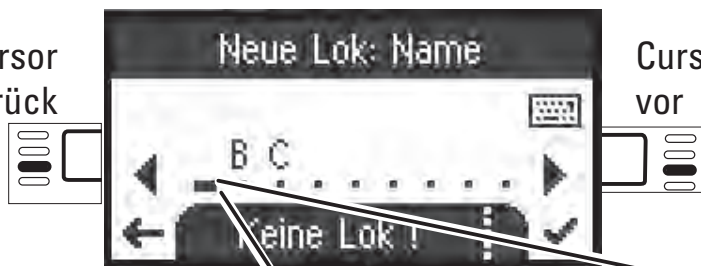 rsor
rück
Neue Lok: Name
B C
Keine Lok !
Curs
vor